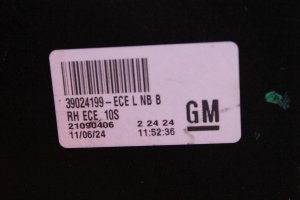 39024199-ECE L NB B
RH ECE, 10S
21090406 2 24 24
11/06/24 11:52:36
GM